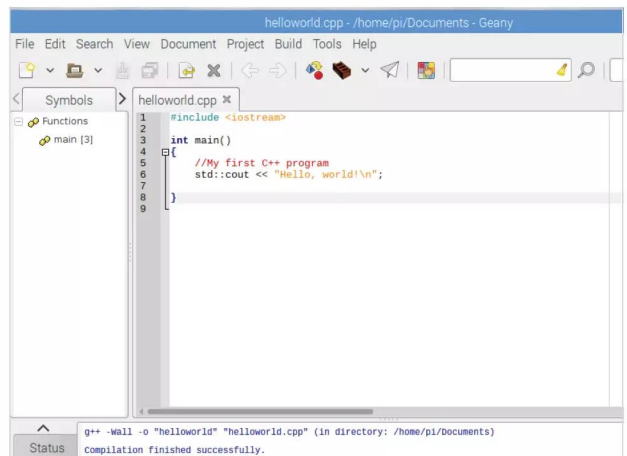 helloworld.cpp - /home/pi/Documents - Geany
File Edit Search View Document Project Build Tools Help
Symbols
helloworld.cpp
Functions
main [3]
1 #include <iostream>
2
3 int main()
4 {
5 //My first C++ program
6 std::cout << "Hello, world!\n";
7
8 }
9
Status
g++ -Wall -o "helloworld" "helloworld.cpp" (in directory: /home/pi/Documents)
Compilation finished successfully.